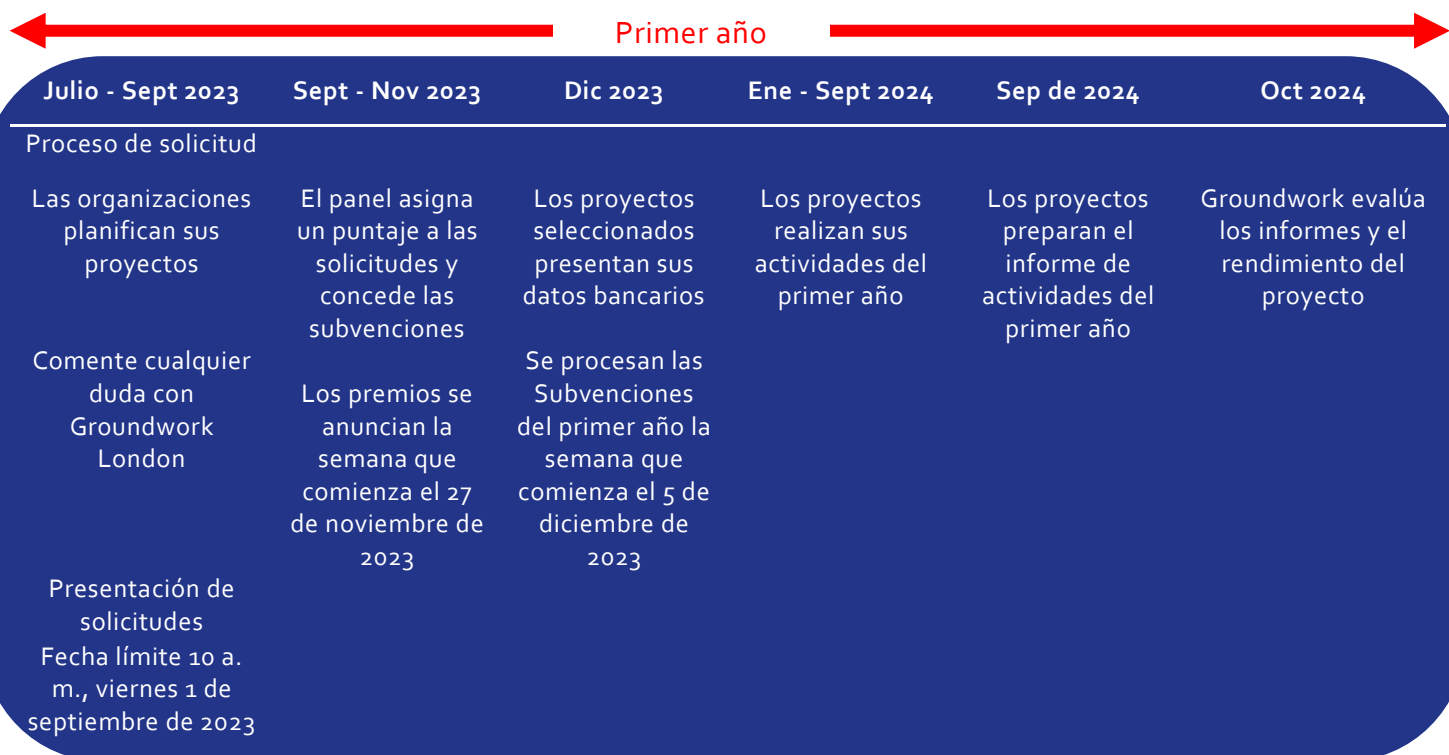 Primer año
Julio - Sept 2023
Sept - Nov 2023
Dic 2023
Ene - Sept 2024
Sep de 2024
Oct 2024
Proceso de solicitud
Las organizaciones
planifican sus
proyectos
Comente cualquier
duda con
Groundwork
London
Presentación de
solicitudes
Fecha límite 10 a.
m., viernes 1 de
septiembre de 2023
El panel asigna
un puntaje a las
solicitudes y
concede las
subvenciones
Los premios se
anuncian la
semana que
comienza el 27
de noviembre de
2023
Los proyectos
seleccionados
presentan sus
datos bancarios
Se procesan las
Subvenciones
del primer año la
semana que
comienza el 5 de
diciembre de
2023
Los proyectos
realizan sus
actividades del
primer año
Los proyectos
preparan el
informe de
actividades del
primer año
Groundwork evalúa
los informes y el
rendimiento del
proyecto